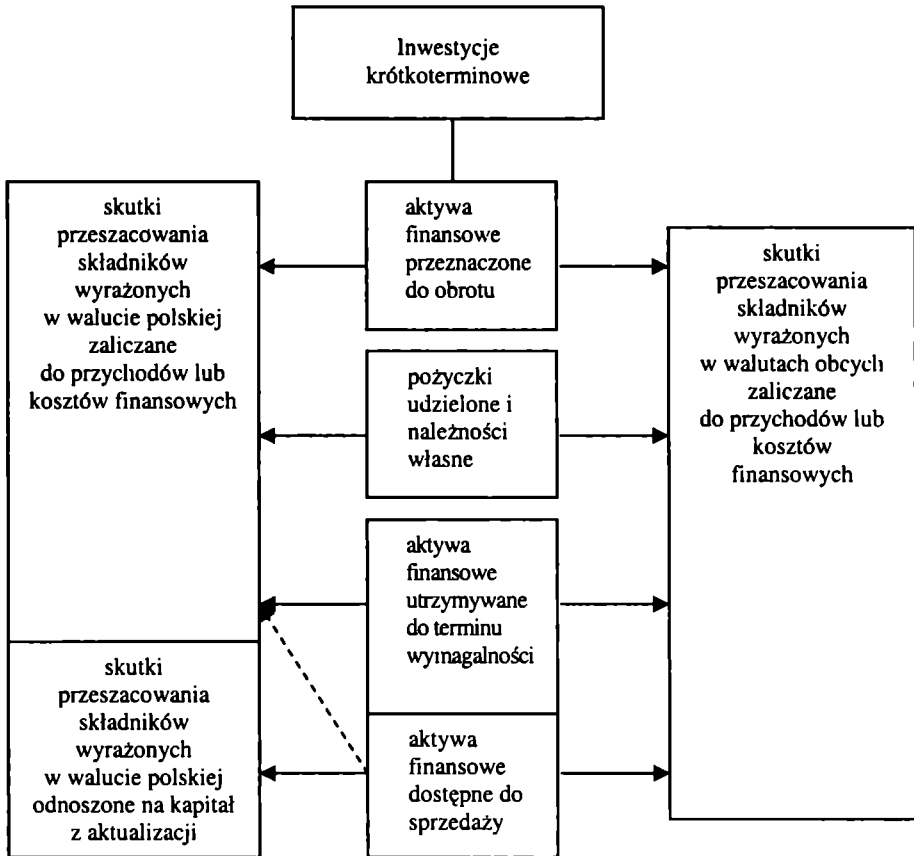 Inwestycje
krótkoterminowe
skutki
przeszacowania
składników
wyrażonych
w walucie polskiej
zaliczane
do przychodów lub
kosztów finansowych
skutki
przeszacowania
składników
wyrażonych
w walucie polskiej
odnoszone na kapitał
z aktualizacji
aktywa
finansowe
przeznaczone
do obrotu
pożyczki
udzielone i
należności
własne
aktywa
finansowe
utrzymywane
do terminu
wymagalności
aktywa
finansowe
dostępne do
sprzedaży
skutki
przeszacowania
składników
wyrażonych
w walutach obcych
zaliczane
do przychodów lub
kosztów
finansowych